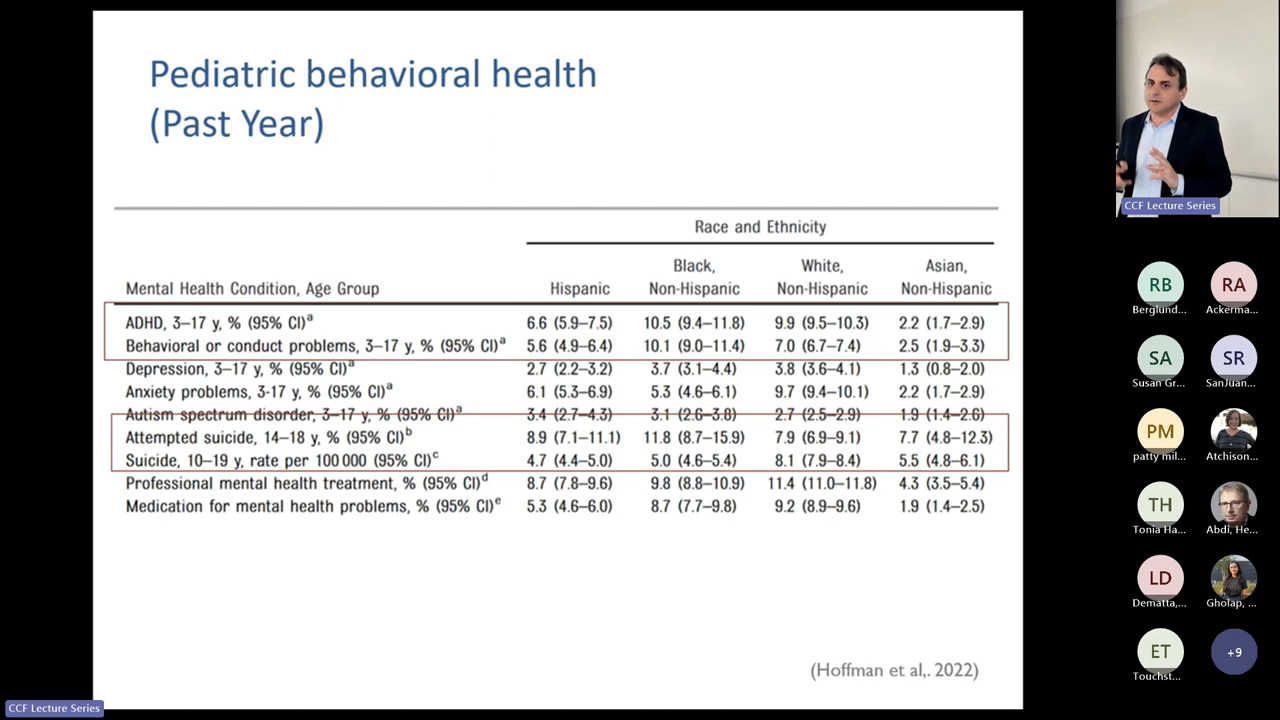 Pediatric behavioral health
(Past Year)
Race and Ethnicity
Mental Health Condition, Age Group Hispanic Black, Non-Hispanic White, Non-Hispanic Asian, Non-Hispanic
ADHD, 3–17 y, % (95% CI)a 6.6 (5.9–7.5) 10.5 (9.4–11.8) 9.9 (9.5–10.3) 2.2 (1.7–2.9)
Behavioral or conduct problems, 3–17 y, % (95% CI)a 5.6 (4.9–6.4) 10.1 (9.0–11.4) 7.0 (6.7–7.4) 2.5 (1.9–3.3)
Depression, 3–17 y, % (95% CI)a 2.7 (2.2–3.2) 3.7 (3.1–4.4) 3.8 (3.6–4.1) 1.3 (0.8–2.0)
Anxiety problems, 3-17 y, % (95% CI)a 6.1 (5.3–6.9) 5.3 (4.6–6.1) 9.7 (9.4–10.1) 2.2 (1.7–2.9)
Autism spectrum disorder, 3–17 y, % (95% CI)a 3.4 (2.7–4.3) 3.1 (2.6–3.8) 2.7 (2.5–2.9) 1.9 (1.4–2.6)
Attempted suicide, 14–18 y, % (95% CI)b 8.9 (7.1–11.1) 11.8 (8.7–15.9) 7.9 (6.9–9.1) 7.7 (4.8–12.3)
Suicide, 10–19 y, rate per 100 000 (95% CI)c 4.7 (4.4–5.0) 5.0 (4.6–5.4) 8.1 (7.9–8.4) 5.5 (4.8–6.1)
Professional mental health treatment, % (95% CI)d 8.7 (7.8–9.6) 9.8 (8.8–10.9) 11.4 (11.0–11.8) 4.3 (3.5–5.4)
Medication for mental health problems, % (95% CI)e 5.3 (4.6–6.0) 8.7 (7.7–9.8) 9.2 (8.9–9.6) 1.9 (1.4–2.5)
(Hoffman et al,. 2022)
CCF Lecture Series
CCF Lecture Series
RB RA
Berglund... Ackerma...
SA SR
Susan Gr... SanJuan...
PM
patty mil... Atchison...
TH
Tonia Ha... Abdi, He...
LD
Dematta,... Gholap, ...
ET +9
Touchst...